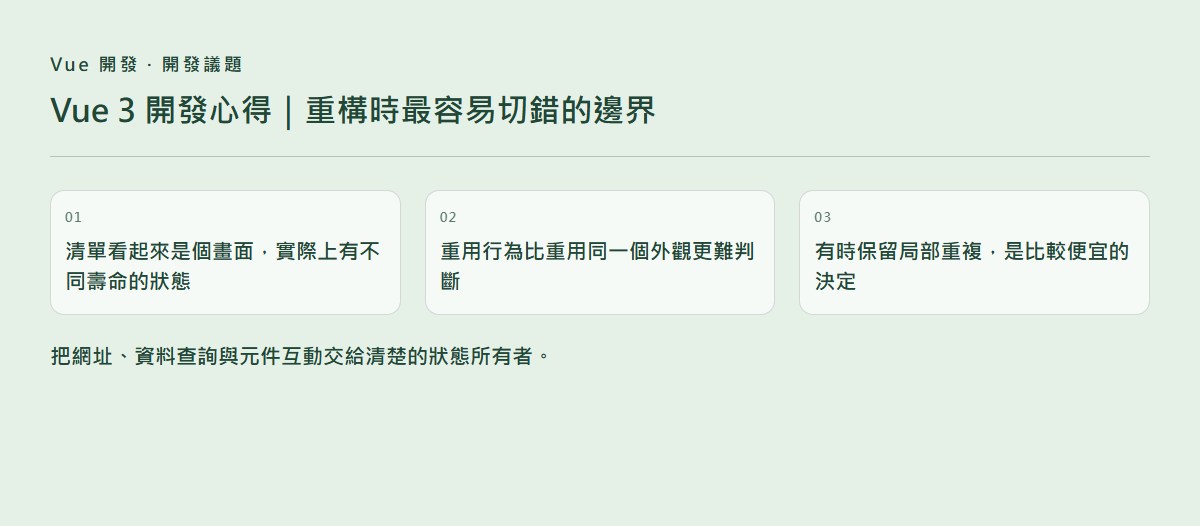 Vue 開發 · 開發議題
Vue 3 開發心得｜重構時最容易切錯的邊界
01
清單看起來是個畫面，實際上有不
同壽命的狀態
02
重用行為比重用同一個外觀更難判
斷
03
有時保留局部重複，是比較便宜的
決定
把網址、資料查詢與元件互動交給清楚的狀態所有者。